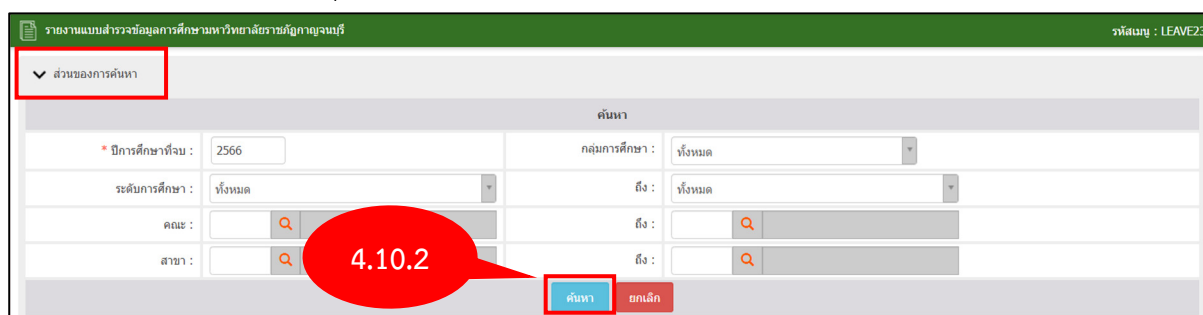 รายงานแบบสำรวจข้อมูลการศึกษามหาวิทยาลัยราชภัฏกาญจนบุรี รหัสเมนู : LEAVE23
ส่วนของการค้นหา
ค้นหา
* ปีการศึกษาที่จบ : 2566 กลุ่มการศึกษา : ทั้งหมด
ระดับการศึกษา : ทั้งหมด ถึง : ทั้งหมด
คณะ : ถึง :
สาขา : ถึง :
4.10.2
ค้นหา ยกเลิก